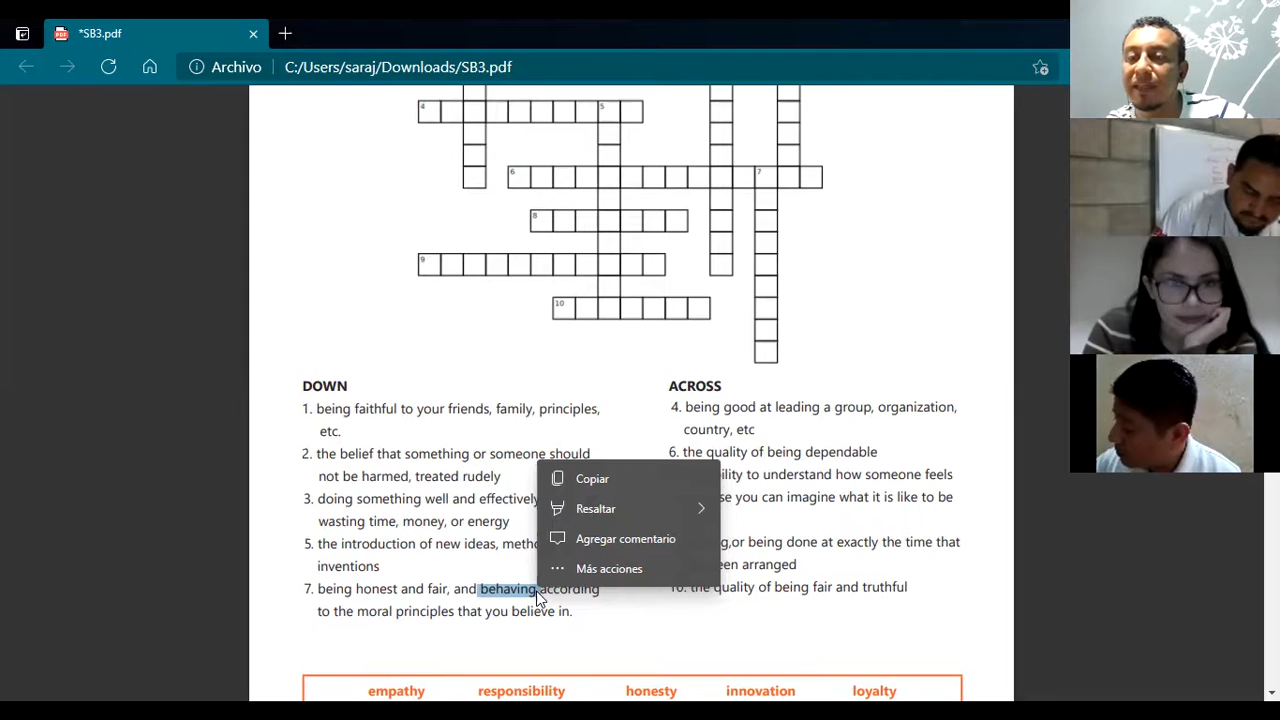 *SB3.pdf
Archivo
C:/Users/saraj/Downloads/SB3.pdf
4
5
6
7
8
9
10
DOWN
1. being faithful to your friends, family, principles,
etc.
2. the belief that something or someone should
not be harmed, treated rudely
3. doing something well and effectively
wasting time, money, or energy
5. the introduction of new ideas,
inventions
7. being honest and fair, and behaving according
to the moral principles that you believe in.
ACROSS
4. being good at leading a group, organization,
country, etc
6. the quality of being dependable
to understand how someone feels
you can imagine what it is like to be
or being done at exactly the time that
arranged
10. the quality of being fair and truthful
Copiar
Resaltar
Agregar comentario
Más acciones
empathy responsibility honesty innovation loyalty